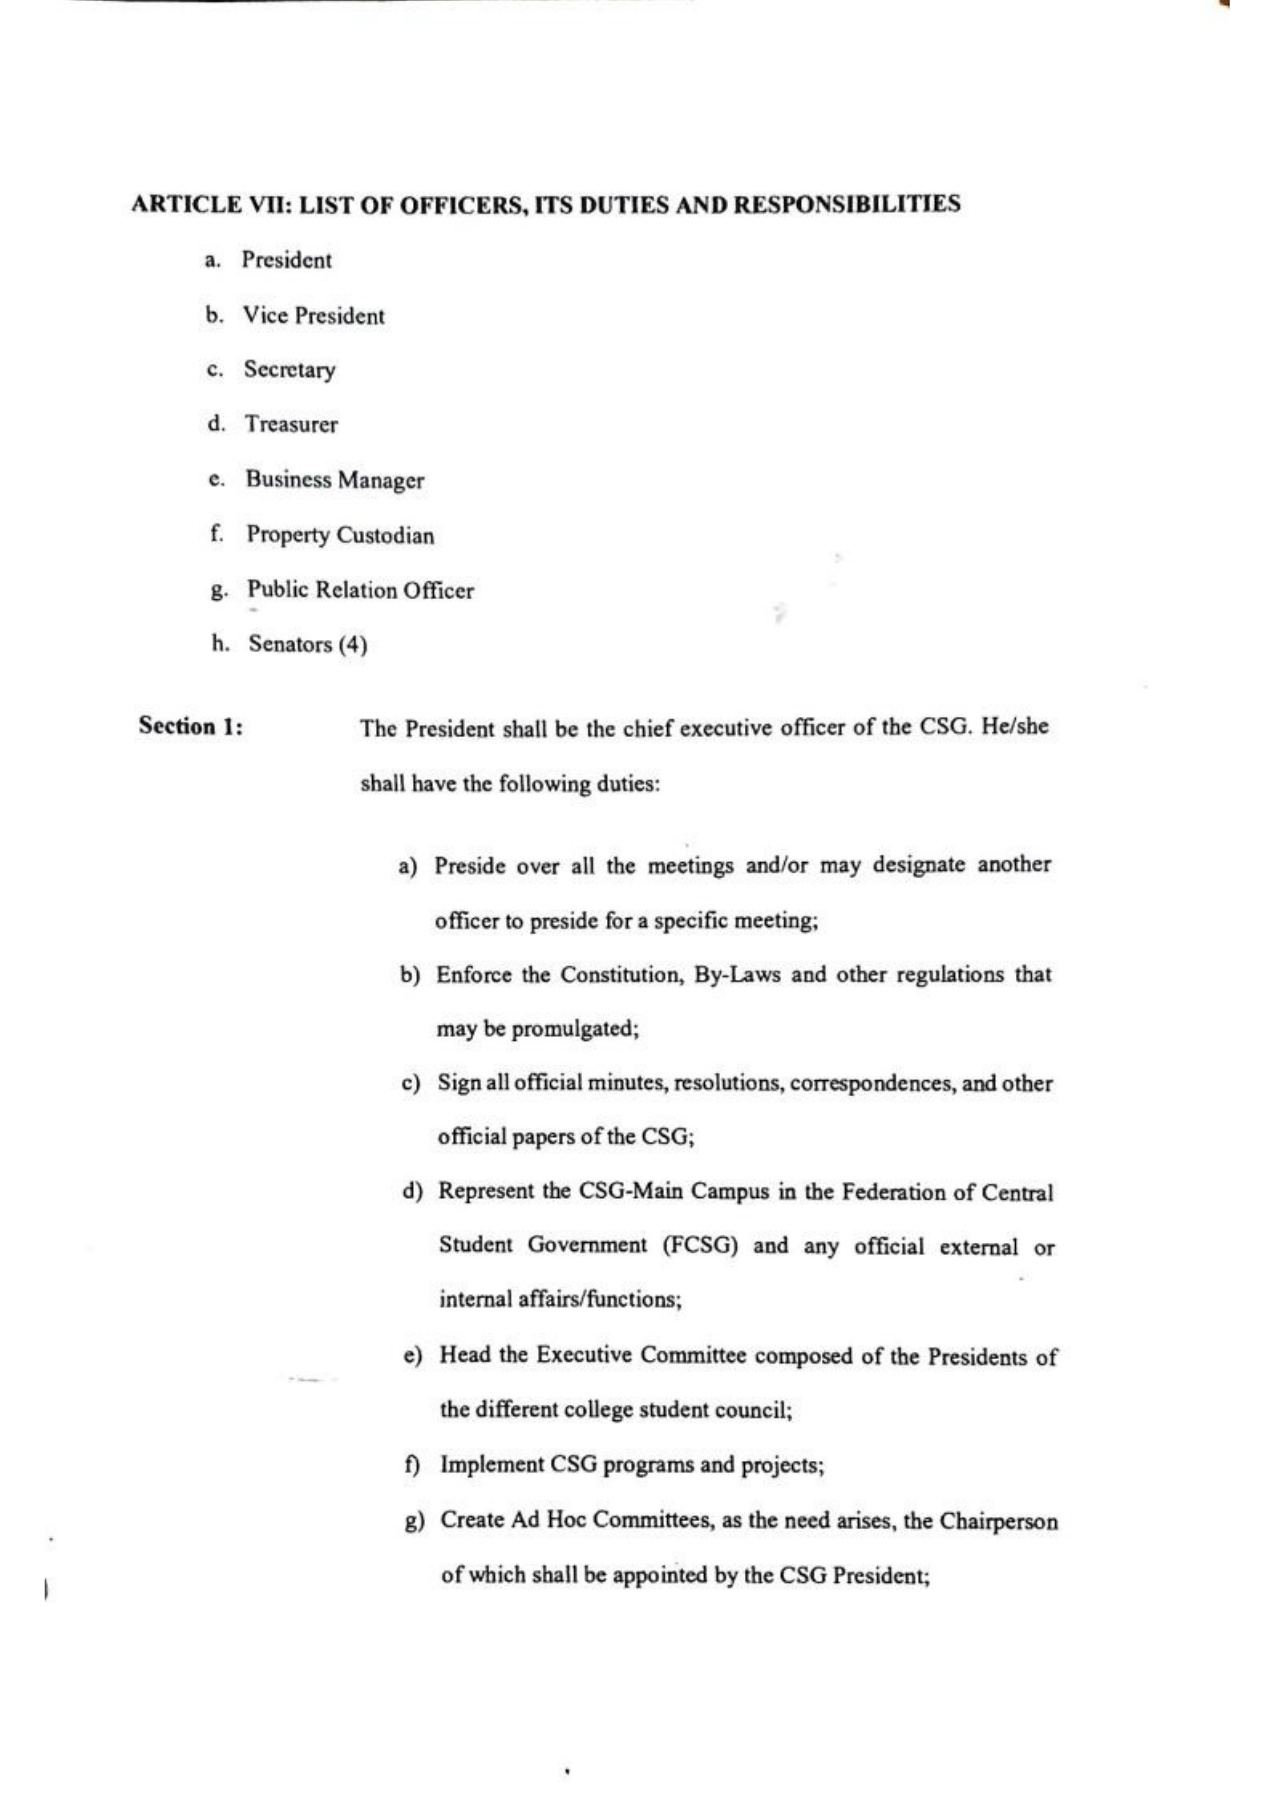 ARTICLE VII: LIST OF OFFICERS, ITS DUTIES AND RESPONSIBILITIES
a. President
b. Vice President
c. Secretary
d. Treasurer
e. Business Manager
f. Property Custodian
g. Public Relation Officer
h. Senators (4)
Section 1: The President shall be the chief executive officer of the CSG. He/she
shall have the following duties:
a) Preside over all the meetings and/or may designate another
officer to preside for a specific meeting;
b) Enforce the Constitution, By-Laws and other regulations that
may be promulgated;
c) Sign all official minutes, resolutions, correspondences, and other
official papers of the CSG;
d) Represent the CSG-Main Campus in the Federation of Central
Student Government (FCSG) and any official external or
internal affairs/functions;
e) Head the Executive Committee composed of the Presidents of
the different college student council;
f) Implement CSG programs and projects;
g) Create Ad Hoc Committees, as the need arises, the Chairperson
of which shall be appointed by the CSG President;